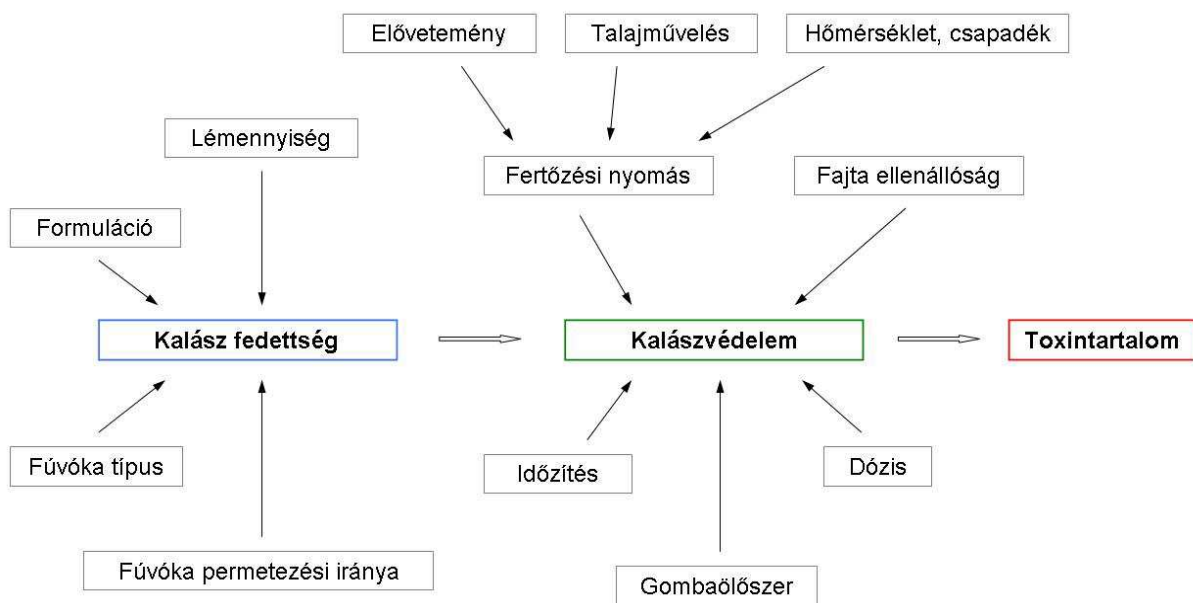 Elővetemény
Talajművelés
Hőmérséklet, csapadék
Lémennyiség
Fertőzési nyomás
Fajta ellenállóság
Formuláció
Kalász fedettség
Kalászvédelem
Toxintartalom
Fúvóka típus
Időzítés
Dózis
Fúvóka permetezési iránya
Gombaölőszer